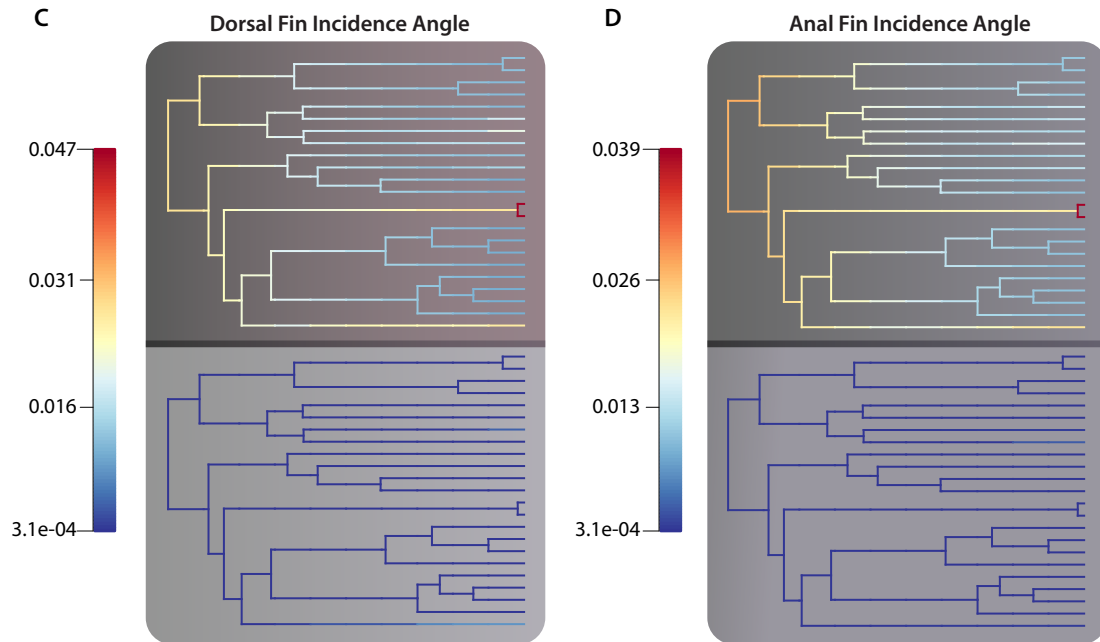 C
Dorsal Fin Incidence Angle
0.047
0.031
0.016
3.1e-04
D
Anal Fin Incidence Angle
0.039
0.026
0.013
3.1e-04